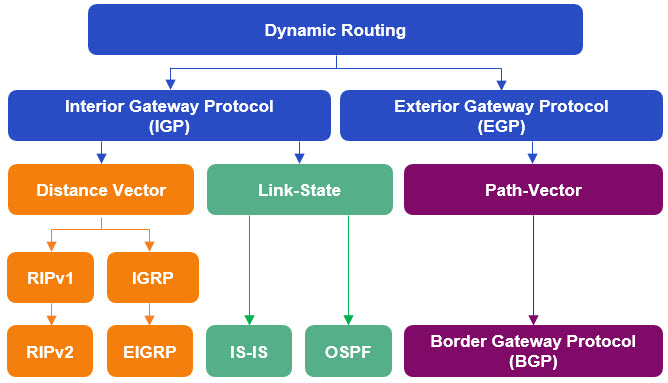 Dynamic Routing
Interior Gateway Protocol
(IGP)
Exterior Gateway Protocol
(EGP)
Distance Vector
Link-State
Path-Vector
RIPv1
IGRP
RIPv2
EIGRP
IS-IS
OSPF
Border Gateway Protocol
(BGP)